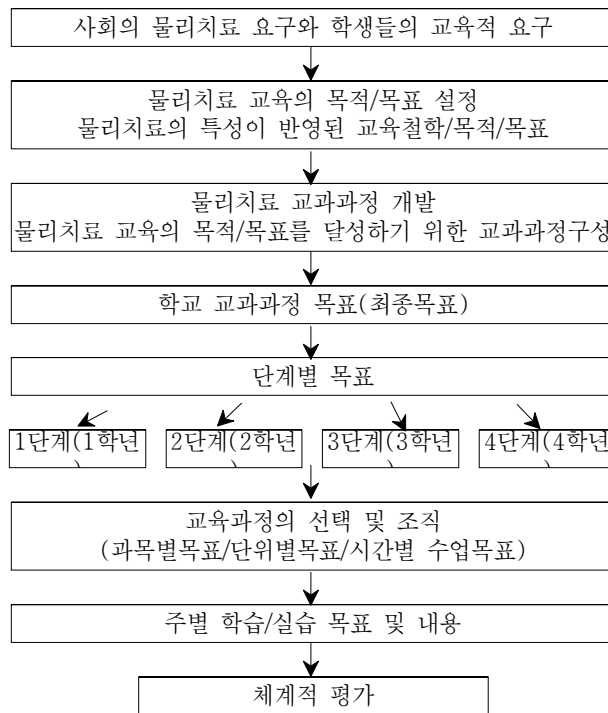 사회의 물리치료 요구와 학생들의 교육적 요구
물리치료 교육의 목적/목표 설정
물리치료의 특성이 반영된 교육철학/목적/목표
물리치료 교과과정 개발
물리치료 교육의 목적/목표를 달성하기 위한 교과과정구성
학교 교과과정 목표(최종목표)
단계별 목표
1단계(1학년) 2단계(2학년) 3단계(3학년) 4단계(4학년)
교육과정의 선택 및 조직
(과목별목표/단위별목표/시간별 수업목표)
주별 학습/실습 목표 및 내용
체계적 평가